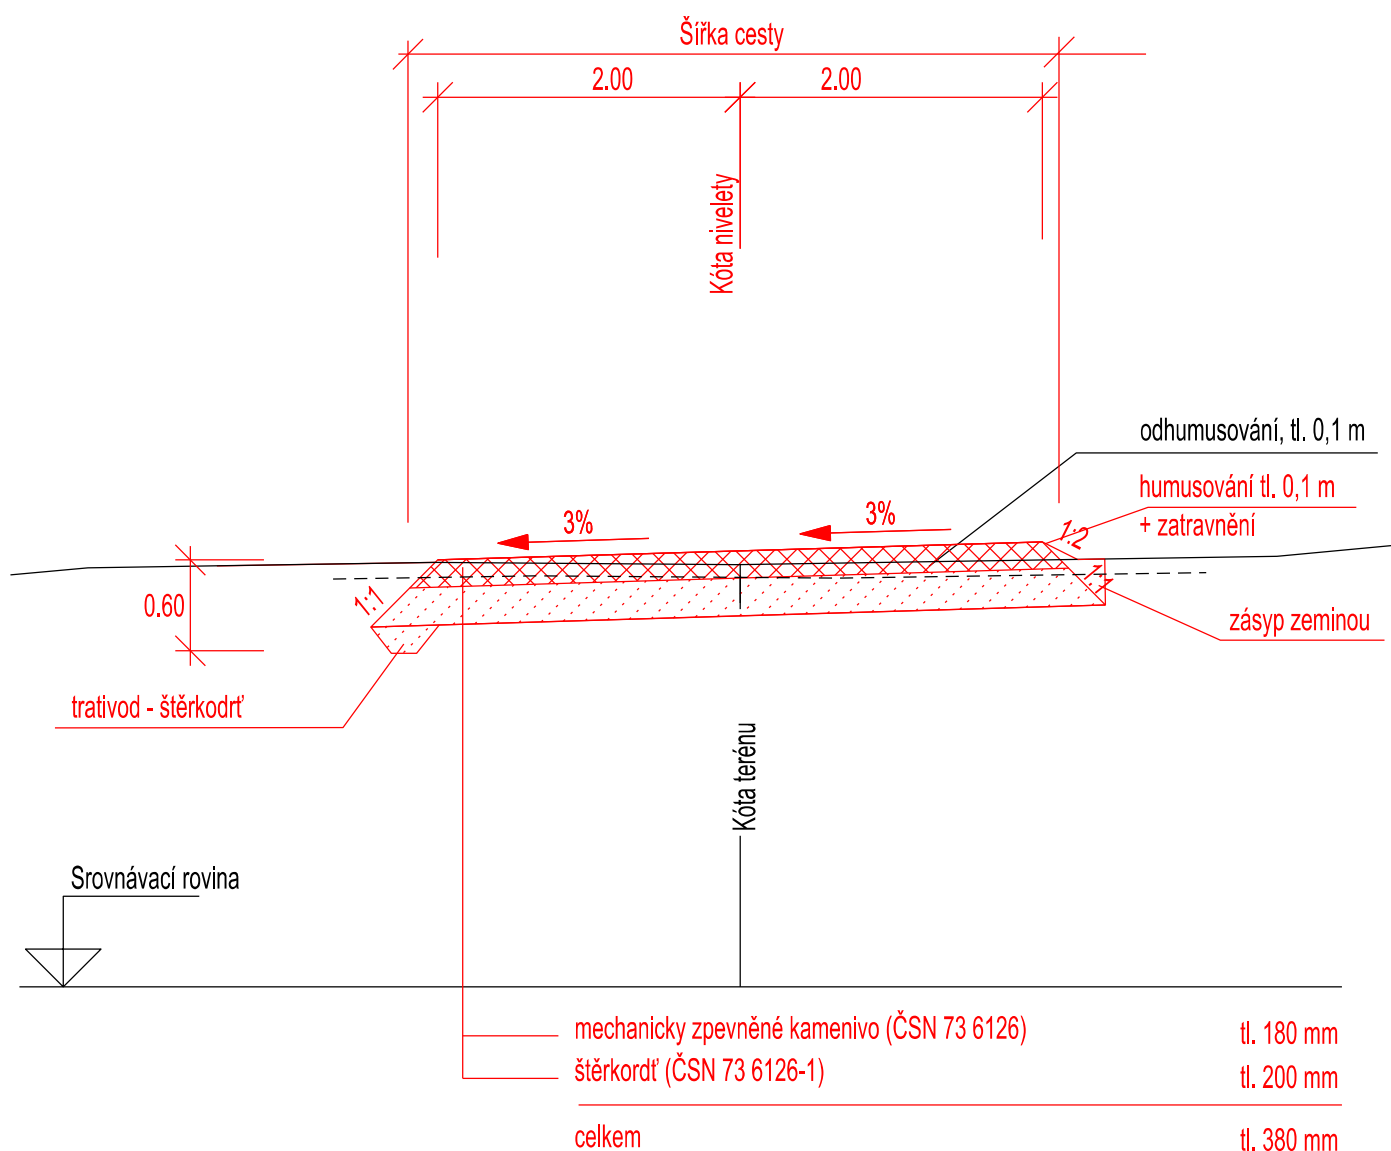 Šířka cesty
2.00
2.00
Kóta nivelety
odhumusování, tl. 0,1 m
humusování tl. 0,1 m
+ zatravnění
3%
3%
1:2
0.60
1:1
1:1
zásyp zeminou
trativod - štěrkodrť
Kóta terénu
Srovnávací rovina
mechanicky zpevněné kamenivo (ČSN 73 6126) tl. 180 mm
štěrkordť (ČSN 73 6126-1) tl. 200 mm
celkem tl. 380 mm